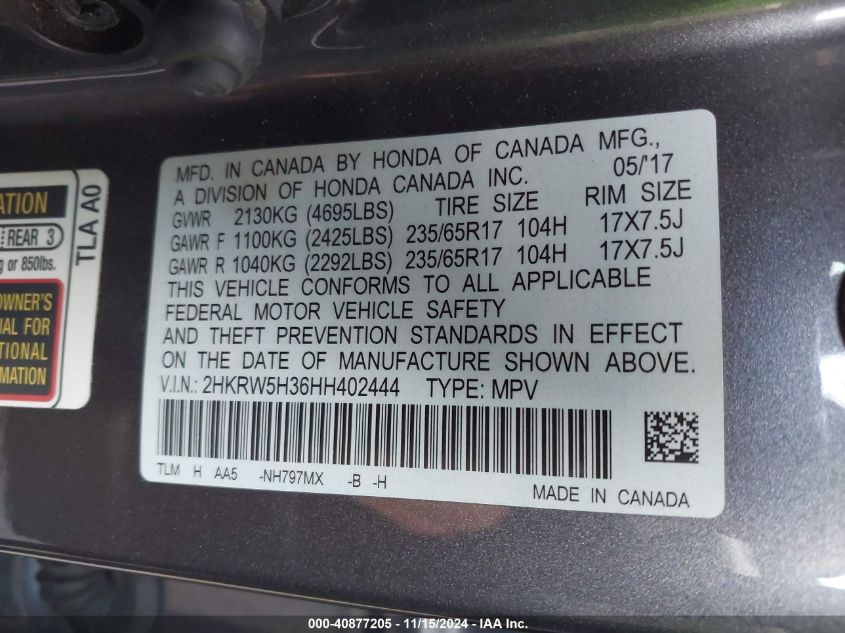 ATION
REAR 3
g or 850lbs.
OWNER'S
UAL FOR
TIONAL
RMATION
TLA A0
MFD. IN CANADA BY HONDA OF CANADA MFG.,
A DIVISION OF HONDA CANADA INC. 05/'17
GVWR 2130KG (4695LBS) TIRE SIZE RIM SIZE
GAWR F 1100KG (2425LBS) 235/65R17 104H 17X7.5J
GAWR R 1040KG (2292LBS) 235/65R17 104H 17X7.5J
THIS VEHICLE CONFORMS TO ALL APPLICABLE
FEDERAL MOTOR VEHICLE SAFETY
AND THEFT PREVENTION STANDARDS IN EFFECT
ON THE DATE OF MANUFACTURE SHOWN ABOVE.
V.I.N.: 2HKRW5H36HH402444 TYPE: MPV
TLM H AA5 -NH797MX -B -H
MADE IN CANADA
000-40877205 - 11/15/2024 - © IAA Holdings, LLC.